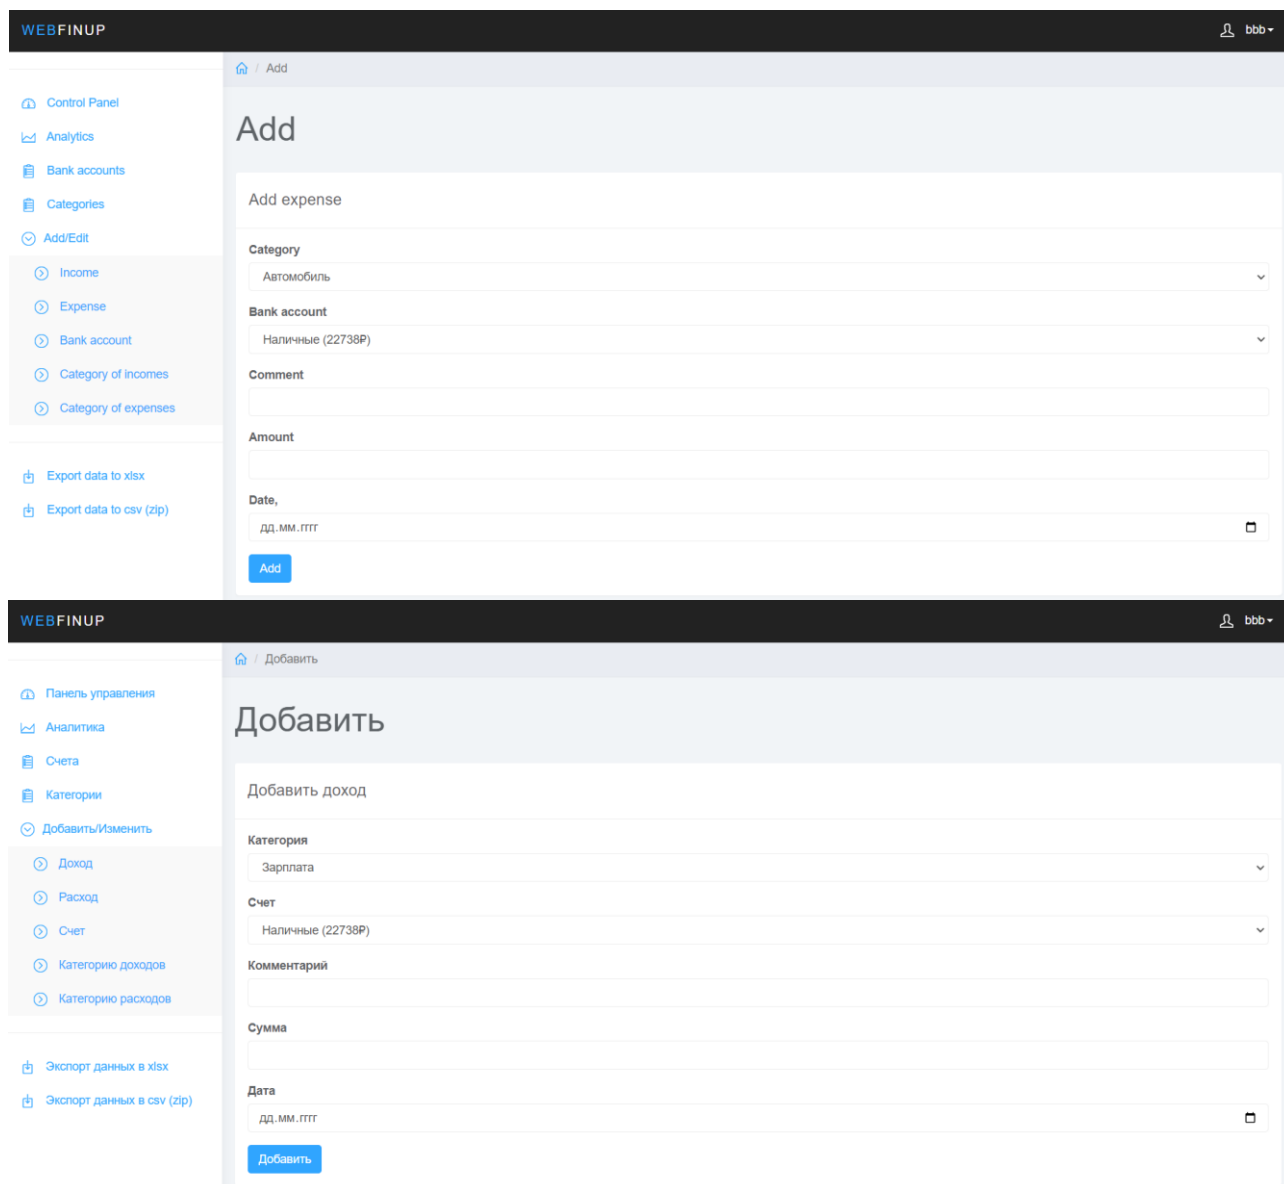 WEBFINUP
bbb
/ Add
Control Panel
Analytics
Bank accounts
Categories
Add/Edit
Income
Expense
Bank account
Category of incomes
Category of expenses
Export data to xlsx
Export data to csv (zip)
Add
Add expense
Category
Автомобиль
Bank account
Наличные (22738₽)
Comment
Amount
Date,
дд.мм.гггг
Add
WEBFINUP
bbb
/ Добавить
Панель управления
Аналитика
Счета
Категории
Добавить/Изменить
Доход
Расход
Счет
Категорию доходов
Категорию расходов
Экспорт данных в xlsx
Экспорт данных в csv (zip)
Добавить
Добавить доход
Категория
Зарплата
Счет
Наличные (22738₽)
Комментарий
Сумма
Дата
дд.мм.гггг
Добавить